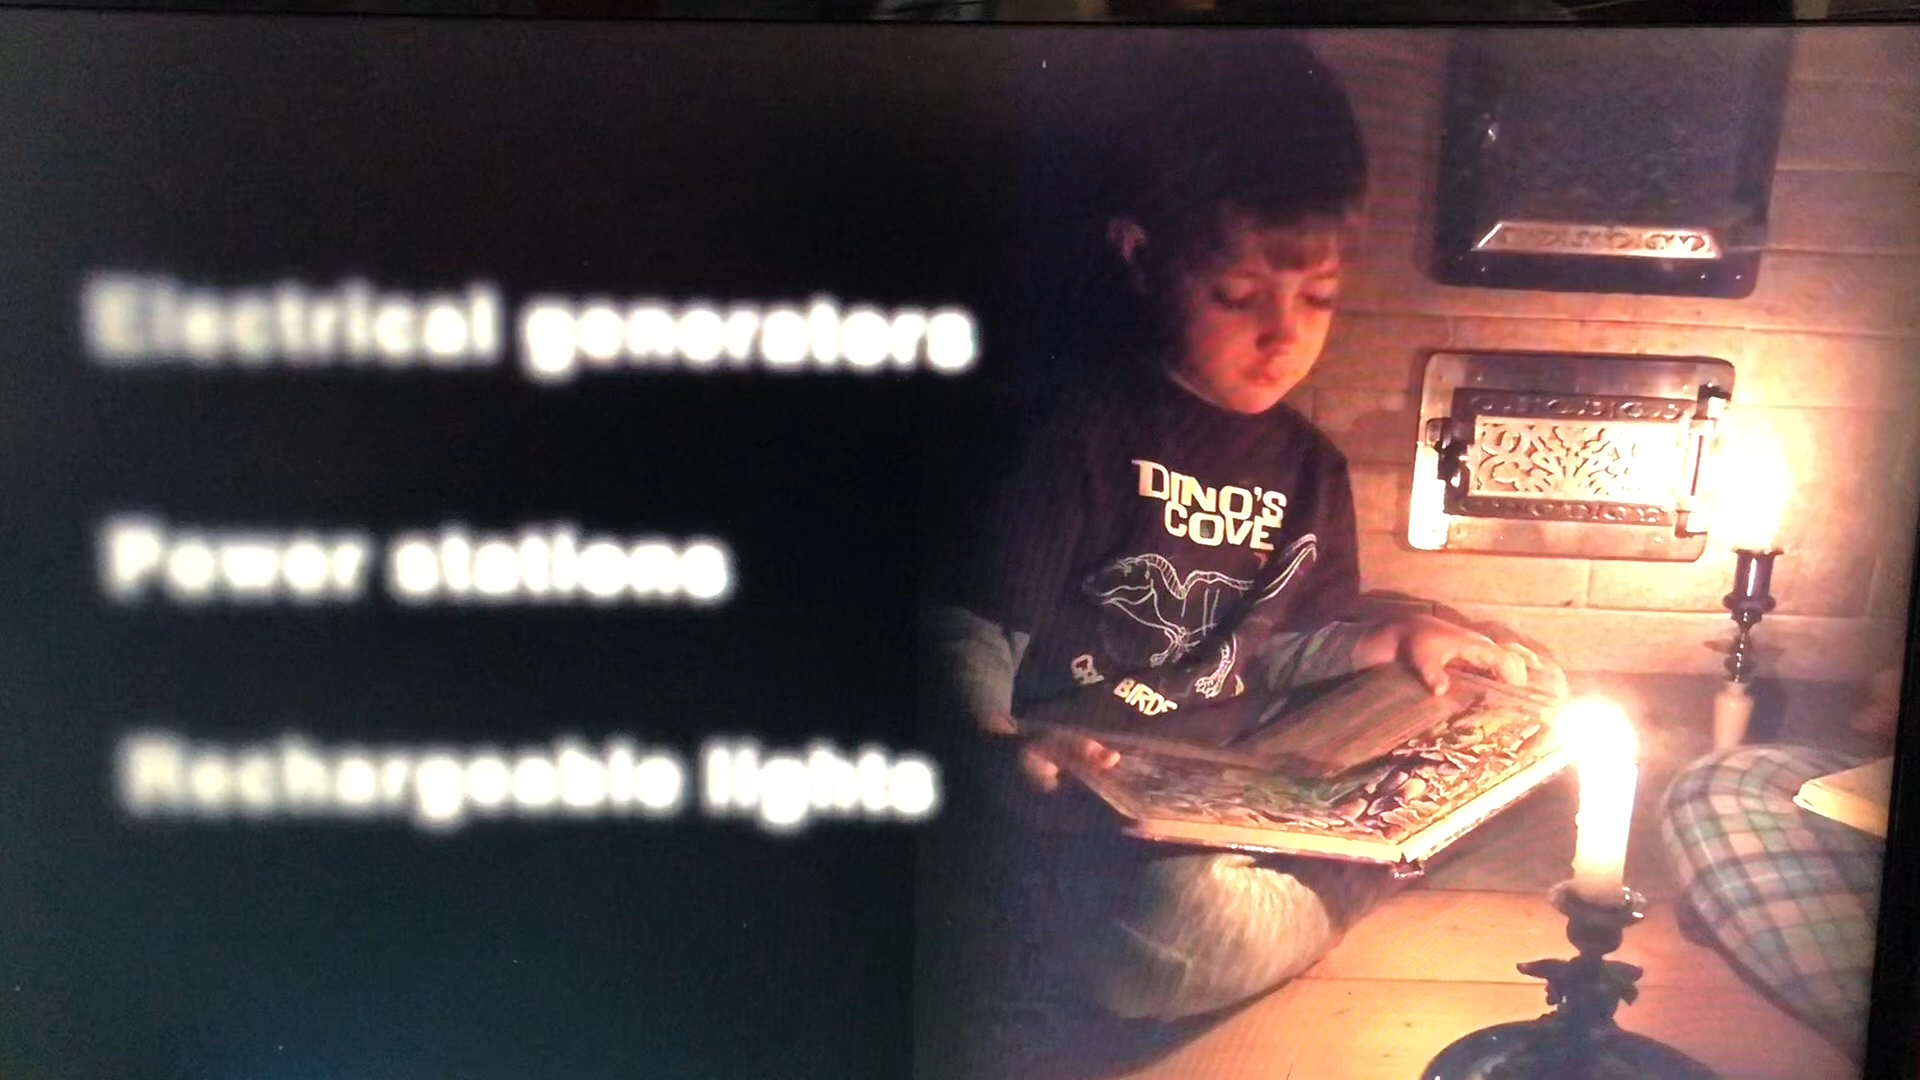 Electrical generators
Power stations
Rechargeable lights
DINO'S
COVE